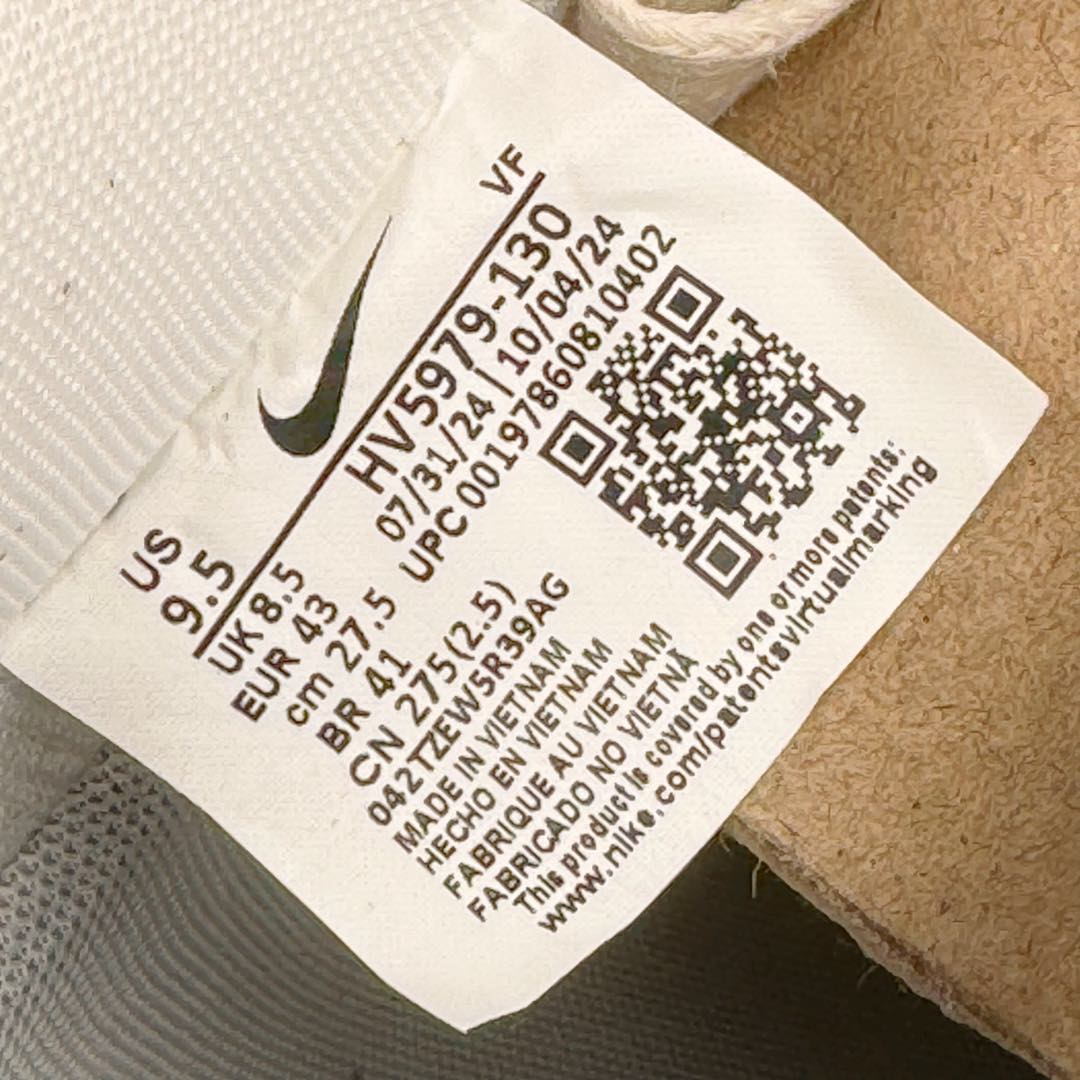 VF
US
9.5
HV5979-130
07/31/24 | 10/04/24
UPC 00197860810402
UK 8.5
EUR 43
cm 27.5
BR 41
CN 275(2.5)
042TZEW5R39AG
MADE IN VIETNAM
HECHO EN VIETNAM
FABRIQUE AU VIETNAM
FABRICADO NO VIETNÃ
This product is covered by one or more patents:
www.nike.com/patentsvirtualmarking